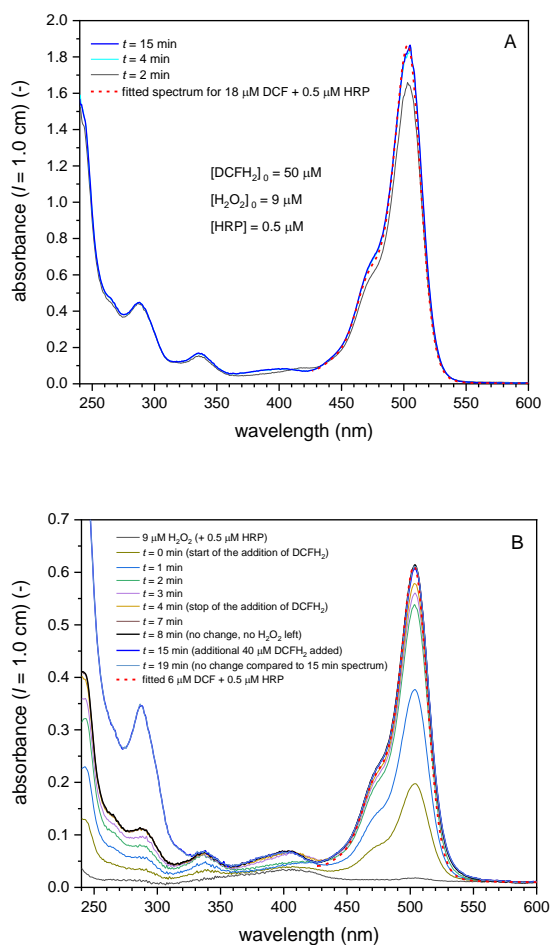 A
t = 15 min
t = 4 min
t = 2 min
fitted spectrum for 18 µM DCF + 0.5 µM HRP
[DCFH2] 0 = 50 µM
[H2O2] 0 = 9 µM
[HRP] = 0.5 µM
absorbance (l = 1.0 cm) (-)
2.0
1.8
1.6
1.4
1.2
1.0
0.8
0.6
0.4
0.2
0.0
250 300 350 400 450 500 550 600
wavelength (nm)
B
9 µM H2O2 (+ 0.5 µM HRP)
t = 0 min (start of the addition of DCFH2)
t = 1 min
t = 2 min
t = 3 min
t = 4 min (stop of the addition of DCFH2)
t = 7 min
t = 8 min (no change, no H2O2 left)
t = 15 min (additional 40 µM DCFH2 added)
t = 19 min (no change compared to 15 min spectrum)
fitted 6 µM DCF + 0.5 µM HRP
absorbance (l = 1.0 cm) (-)
0.7
0.6
0.5
0.4
0.3
0.2
0.1
0.0
250 300 350 400 450 500 550 600
wavelength (nm)